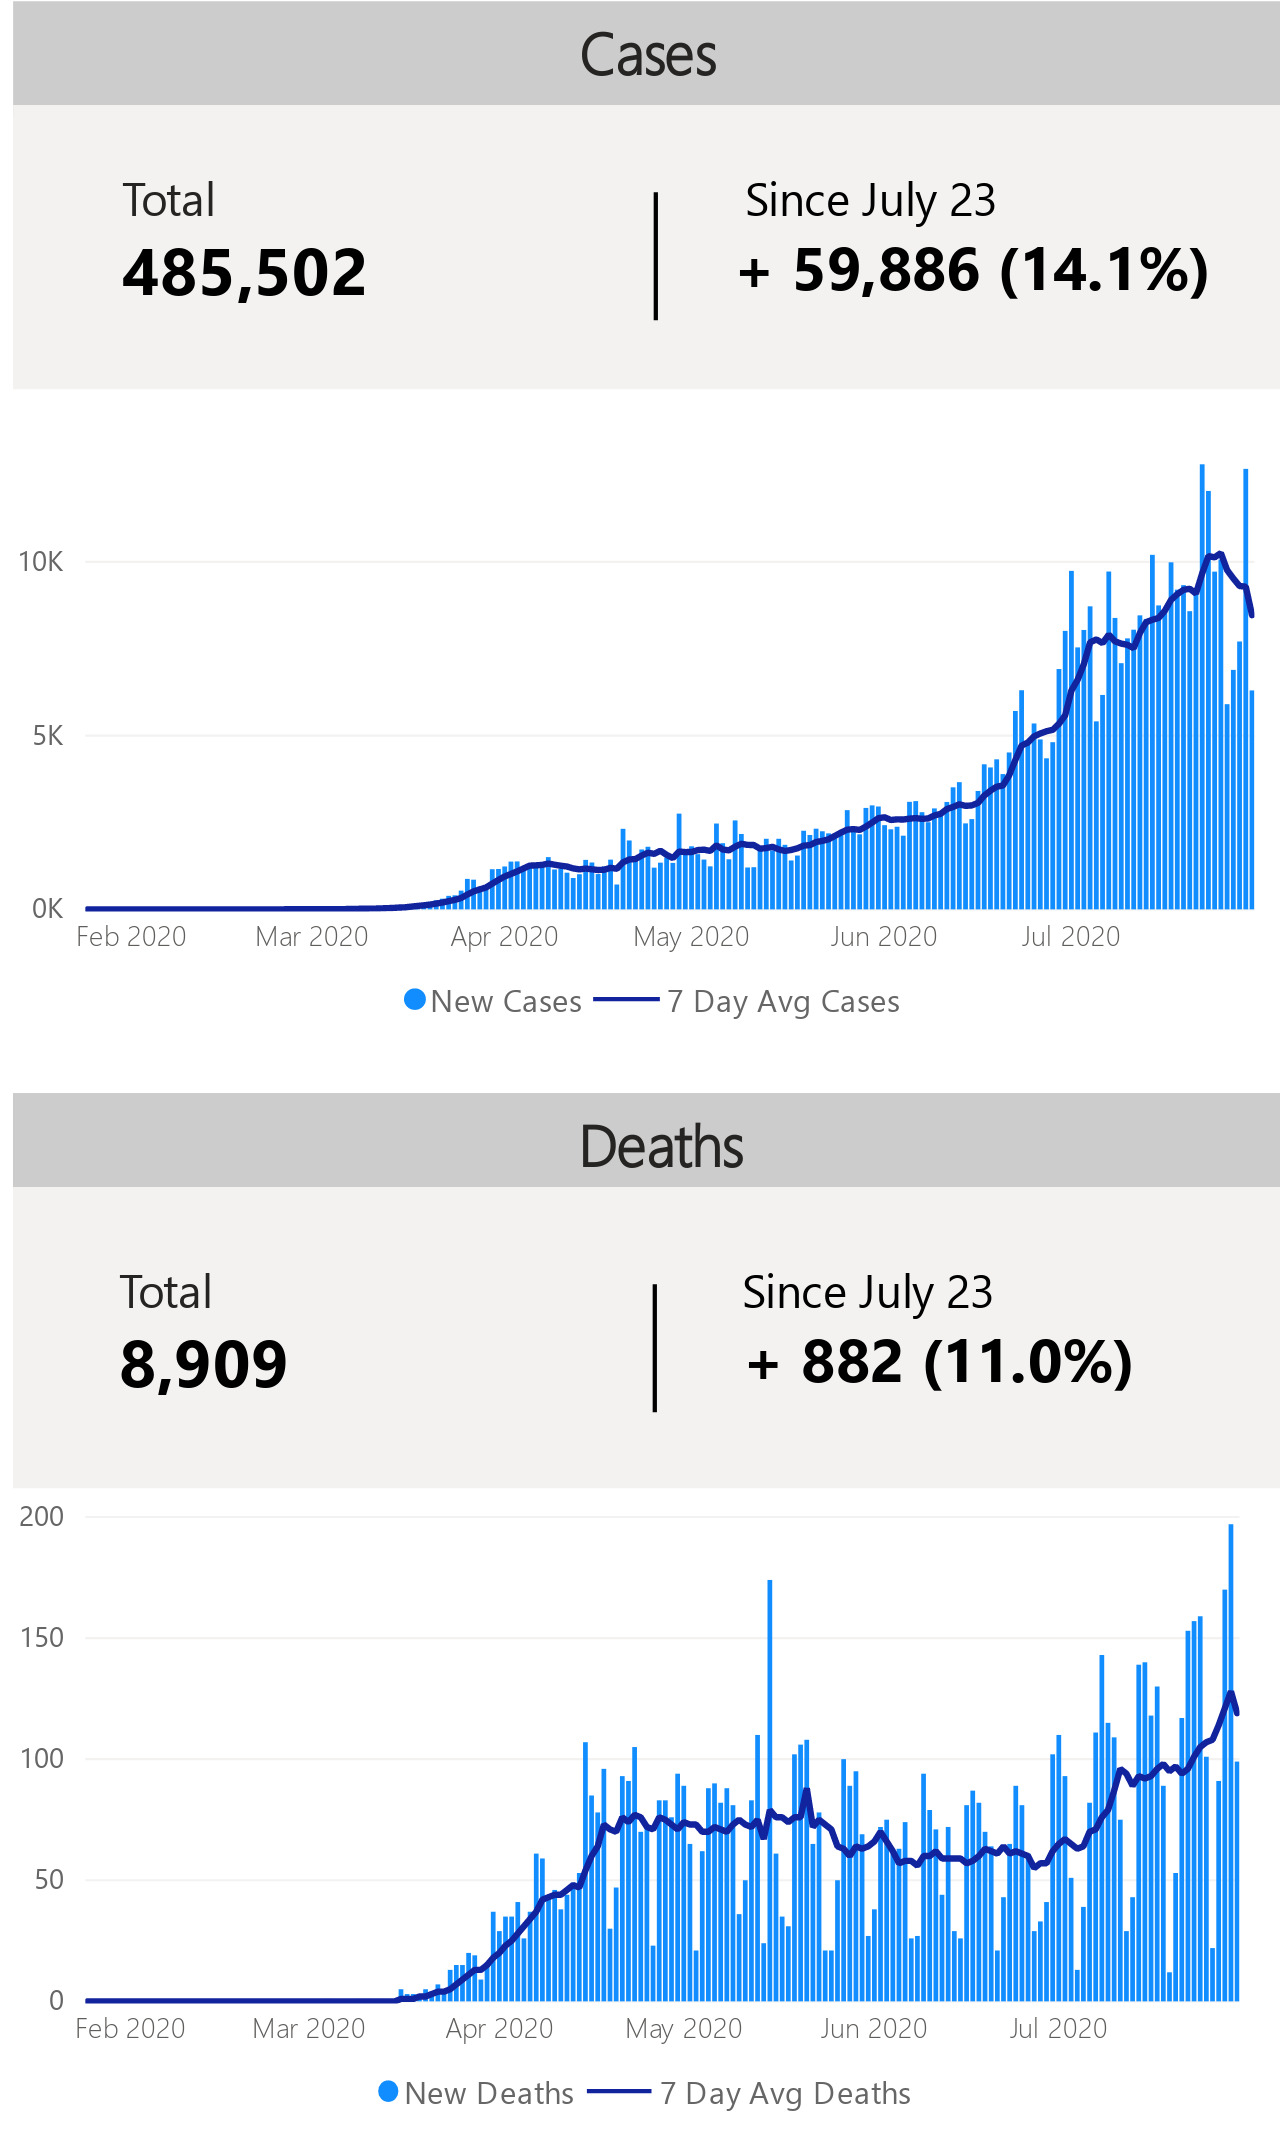 Cases
Total
Since July 23
485,502
+ 59,886 (14.1%)
10K
5K
0K
Feb 2020 Mar 2020 Apr 2020 May 2020 Jun 2020 Jul 2020
New Cases 7 Day Avg Cases
Deaths
Total
Since July 23
8,909
+ 882 (11.0%)
200
150
100
50
0
Feb 2020 Mar 2020 Apr 2020 May 2020 Jun 2020 Jul 2020
New Deaths 7 Day Avg Deaths